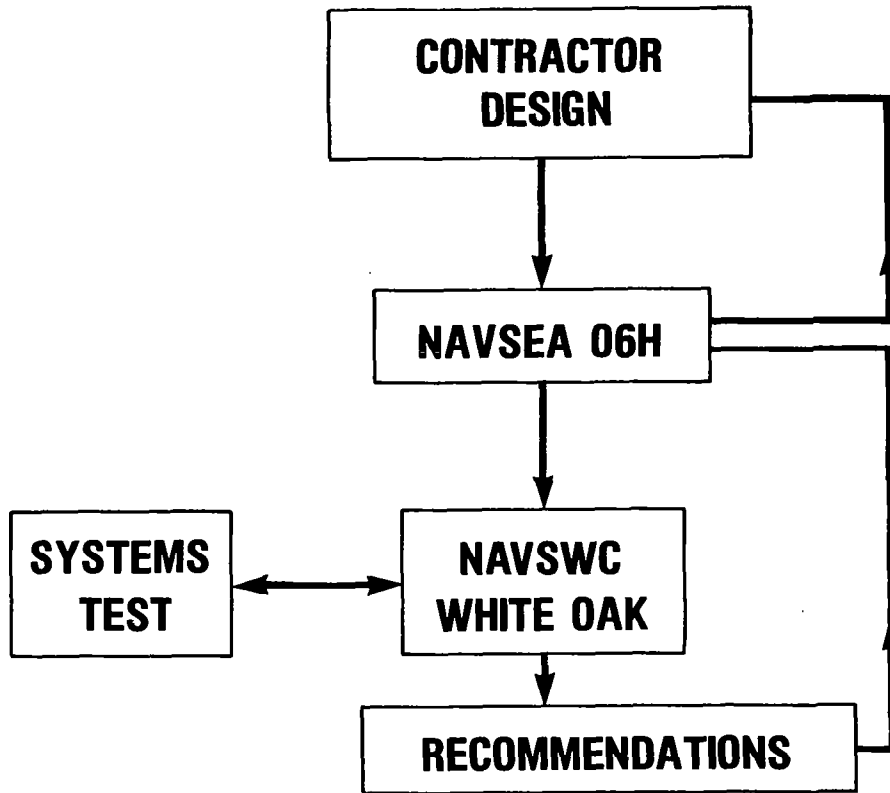 CONTRACTOR
DESIGN
NAVSEA 06H
SYSTEMS
TEST
NAVSWC
WHITE OAK
RECOMMENDATIONS